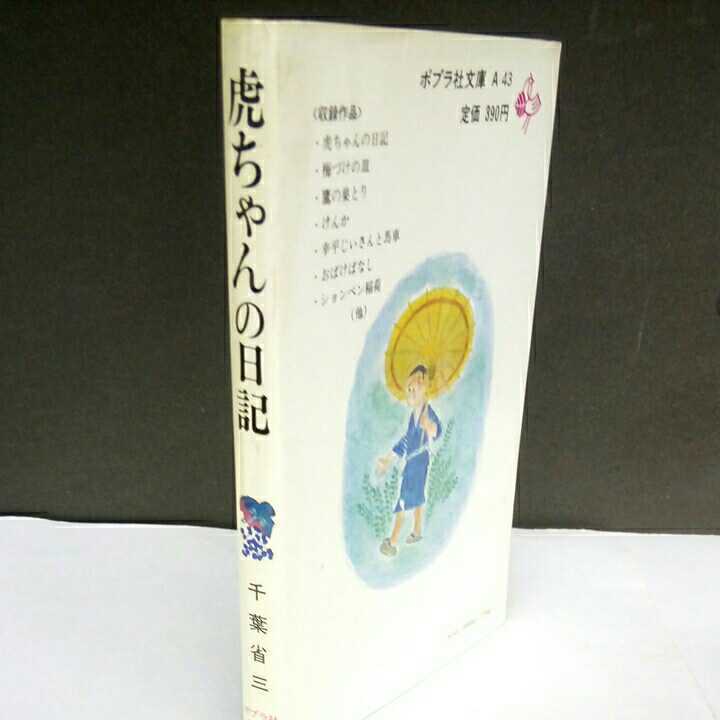 虎ちゃんの日記
千葉省三
ポプラ社文庫 A-43
定価 390円
〈収録作品〉
・虎ちゃんの日記
・梅づけの皿
・鷹の巣とり
・けんか
・幸平じいさんと馬車
・おばけばなし
・ションベン稲荷
(他)